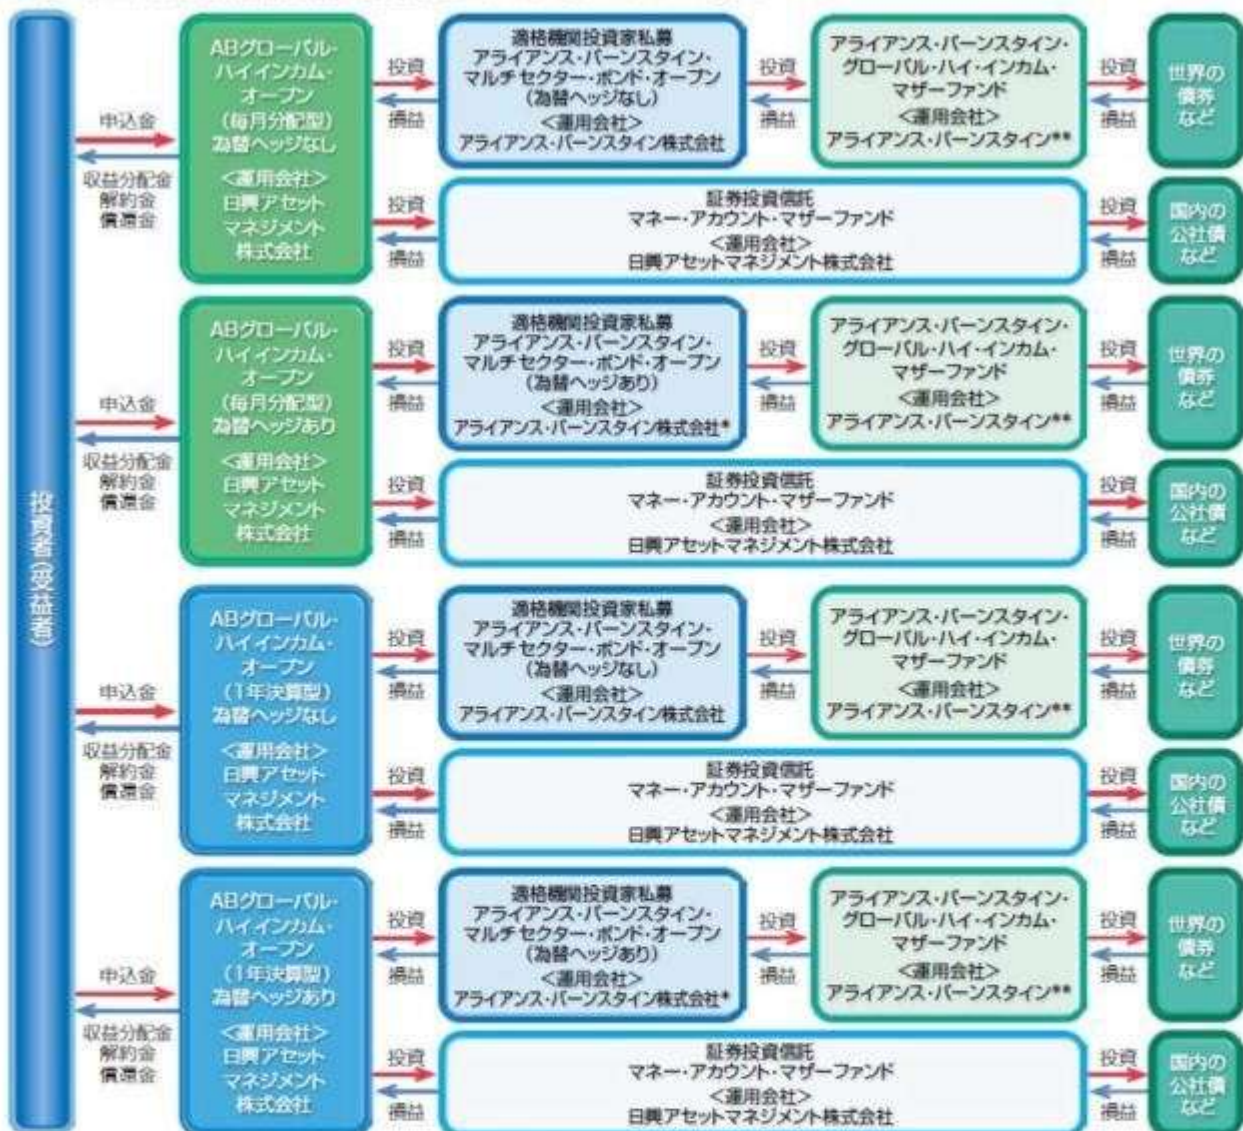 投資者(受益者)
申込金
収益分配金
解約金
償還金
ABグローバル・
ハイインカム・
オープン
(毎月分配型)
為替ヘッジなし
<運用会社>
日興アセット
マネジメント
株式会社
投資
損益
適格機関投資家私募
アライアンス・バーンスタイン・
マルチセクター・ボンド・オープン
(為替ヘッジなし)
<運用会社>
アライアンス・バーンスタイン株式会社
投資
損益
アライアンス・バーンスタイン・
グローバル・ハイ・インカム・
マザーファンド
<運用会社>
アライアンス・バーンスタイン**
投資
損益
世界の
債券
など
投資
損益
証券投資信託
マネー・アカウント・マザーファンド
<運用会社>
日興アセットマネジメント株式会社
投資
損益
国内の
公社債
など
申込金
収益分配金
解約金
償還金
ABグローバル・
ハイインカム・
オープン
(毎月分配型)
為替ヘッジあり
<運用会社>
日興アセット
マネジメント
株式会社
投資
損益
適格機関投資家私募
アライアンス・バーンスタイン・
マルチセクター・ボンド・オープン
(為替ヘッジあり)
<運用会社>
アライアンス・バーンスタイン株式会社*
投資
損益
アライアンス・バーンスタイン・
グローバル・ハイ・インカム・
マザーファンド
<運用会社>
アライアンス・バーンスタイン**
投資
損益
世界の
債券
など
投資
損益
証券投資信託
マネー・アカウント・マザーファンド
<運用会社>
日興アセットマネジメント株式会社
投資
損益
国内の
公社債
など
申込金
収益分配金
解約金
償還金
ABグローバル・
ハイインカム・
オープン
(1年決算型)
為替ヘッジなし
<運用会社>
日興アセット
マネジメント
株式会社
投資
損益
適格機関投資家私募
アライアンス・バーンスタイン・
マルチセクター・ボンド・オープン
(為替ヘッジなし)
<運用会社>
アライアンス・バーンスタイン株式会社
投資
損益
アライアンス・バーンスタイン・
グローバル・ハイ・インカム・
マザーファンド
<運用会社>
アライアンス・バーンスタイン**
投資
損益
世界の
債券
など
投資
損益
証券投資信託
マネー・アカウント・マザーファンド
<運用会社>
日興アセットマネジメント株式会社
投資
損益
国内の
公社債
など
申込金
収益分配金
解約金
償還金
ABグローバル・
ハイインカム・
オープン
(1年決算型)
為替ヘッジあり
<運用会社>
日興アセット
マネジメント
株式会社
投資
損益
適格機関投資家私募
アライアンス・バーンスタイン・
マルチセクター・ボンド・オープン
(為替ヘッジあり)
<運用会社>
アライアンス・バーンスタイン株式会社*
投資
損益
アライアンス・バーンスタイン・
グローバル・ハイ・インカム・
マザーファンド
<運用会社>
アライアンス・バーンスタイン**
投資
損益
世界の
債券
など
投資
損益
証券投資信託
マネー・アカウント・マザーファンド
<運用会社>
日興アセットマネジメント株式会社
投資
損益
国内の
公社債
など